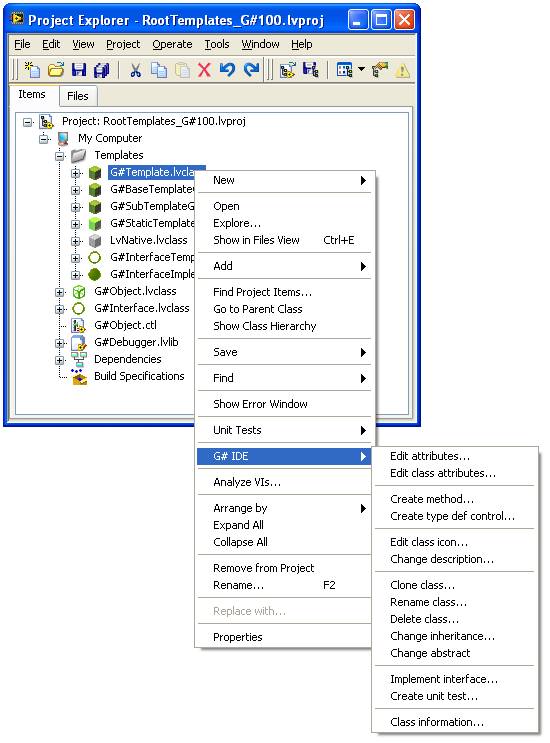 Project Explorer - RootTemplates_G#100.lvproj
File Edit View Project Operate Tools Window Help
Items Files
Project: RootTemplates_G#100.lvproj
My Computer
Templates
G#Template.lvclas
G#BaseTemplate
G#SubTemplateG
G#StaticTemplate
LvNative.lvclass
G#InterfaceTemp
G#InterfaceImple
G#Object.lvclass
G#Interface.lvclass
G#Object.ctl
G#Debugger.lvlib
Dependencies
Build Specifications
New
Open
Explore...
Show in Files View Ctrl+E
Add
Find Project Items...
Go to Parent Class
Show Class Hierarchy
Save
Find
Show Error Window
Unit Tests
G# IDE
Analyze VIs...
Arrange by
Expand All
Collapse All
Remove from Project
Rename... F2
Replace with...
Properties
Edit attributes...
Edit class attributes...
Create method...
Create type def control...
Edit class icon...
Change description...
Clone class...
Rename class...
Delete class...
Change inheritance...
Change abstract
Implement interface...
Create unit test...
Class information...